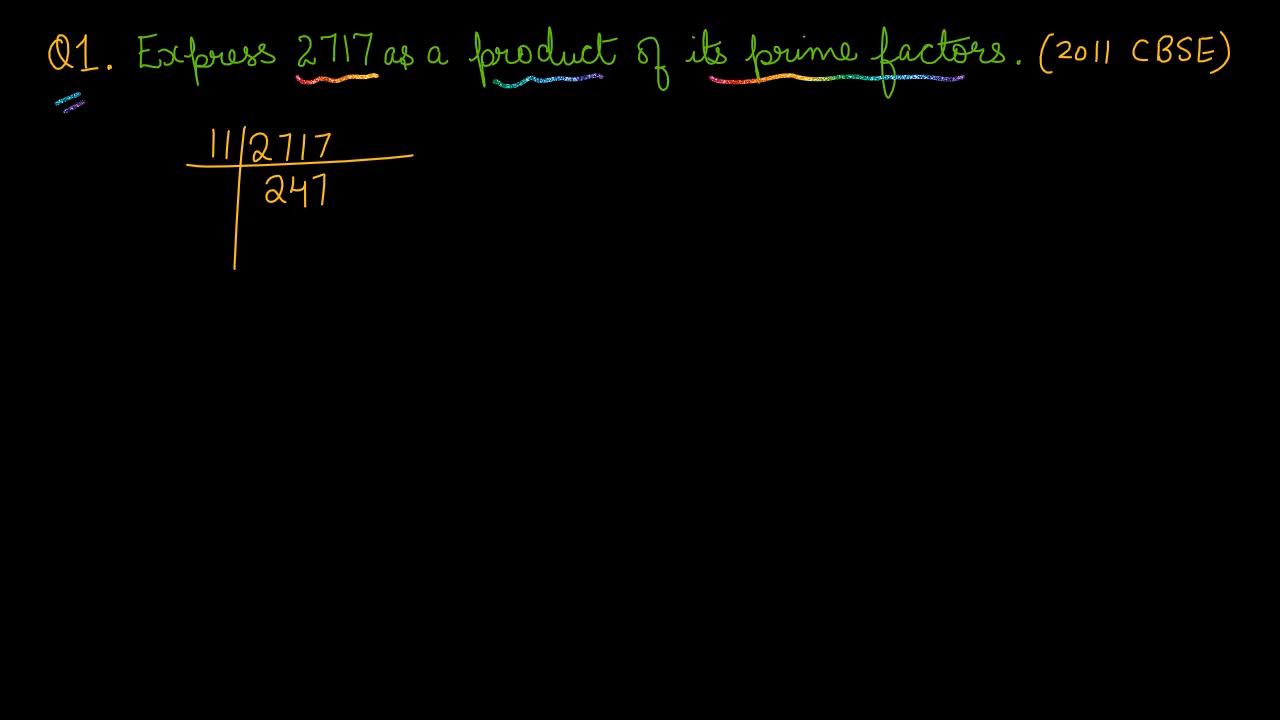 Q1. Express 2717 as a product of its prime factors. (2011 CBSE)
11 2717
247